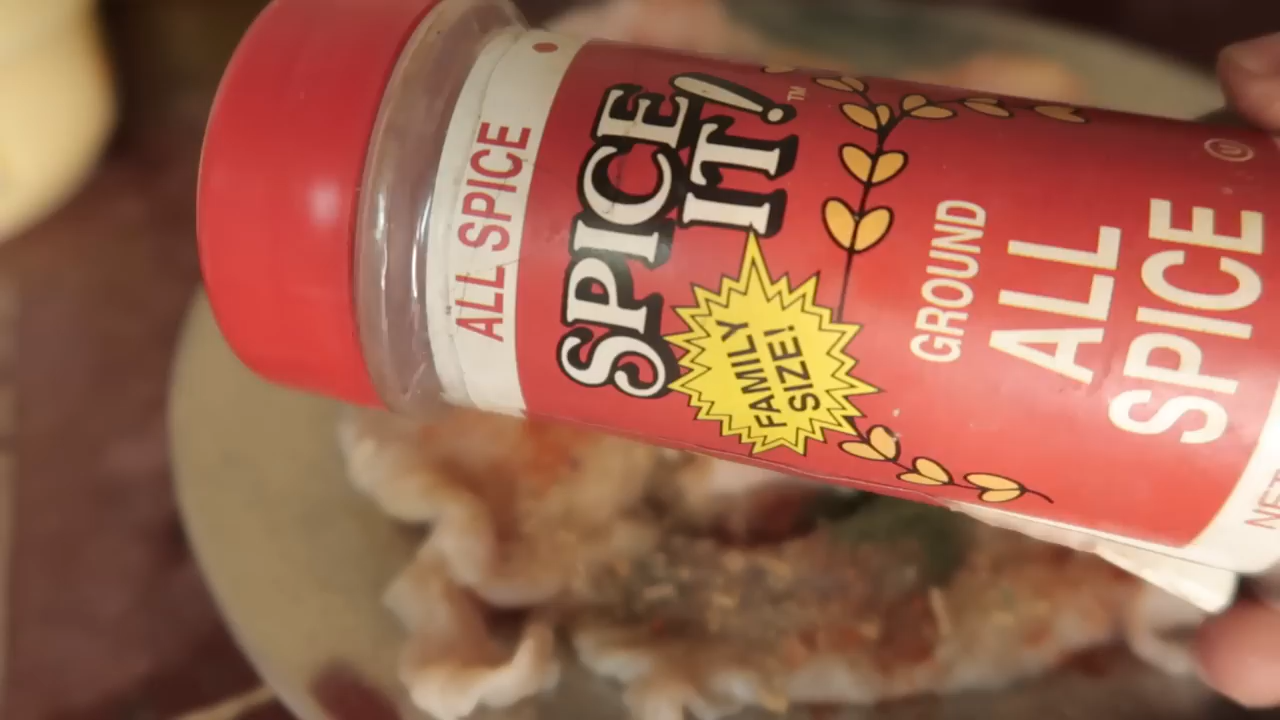 ALL SPICE
SPICE
IT!™
FAMILY
SIZE!
GROUND
ALL
SPICE